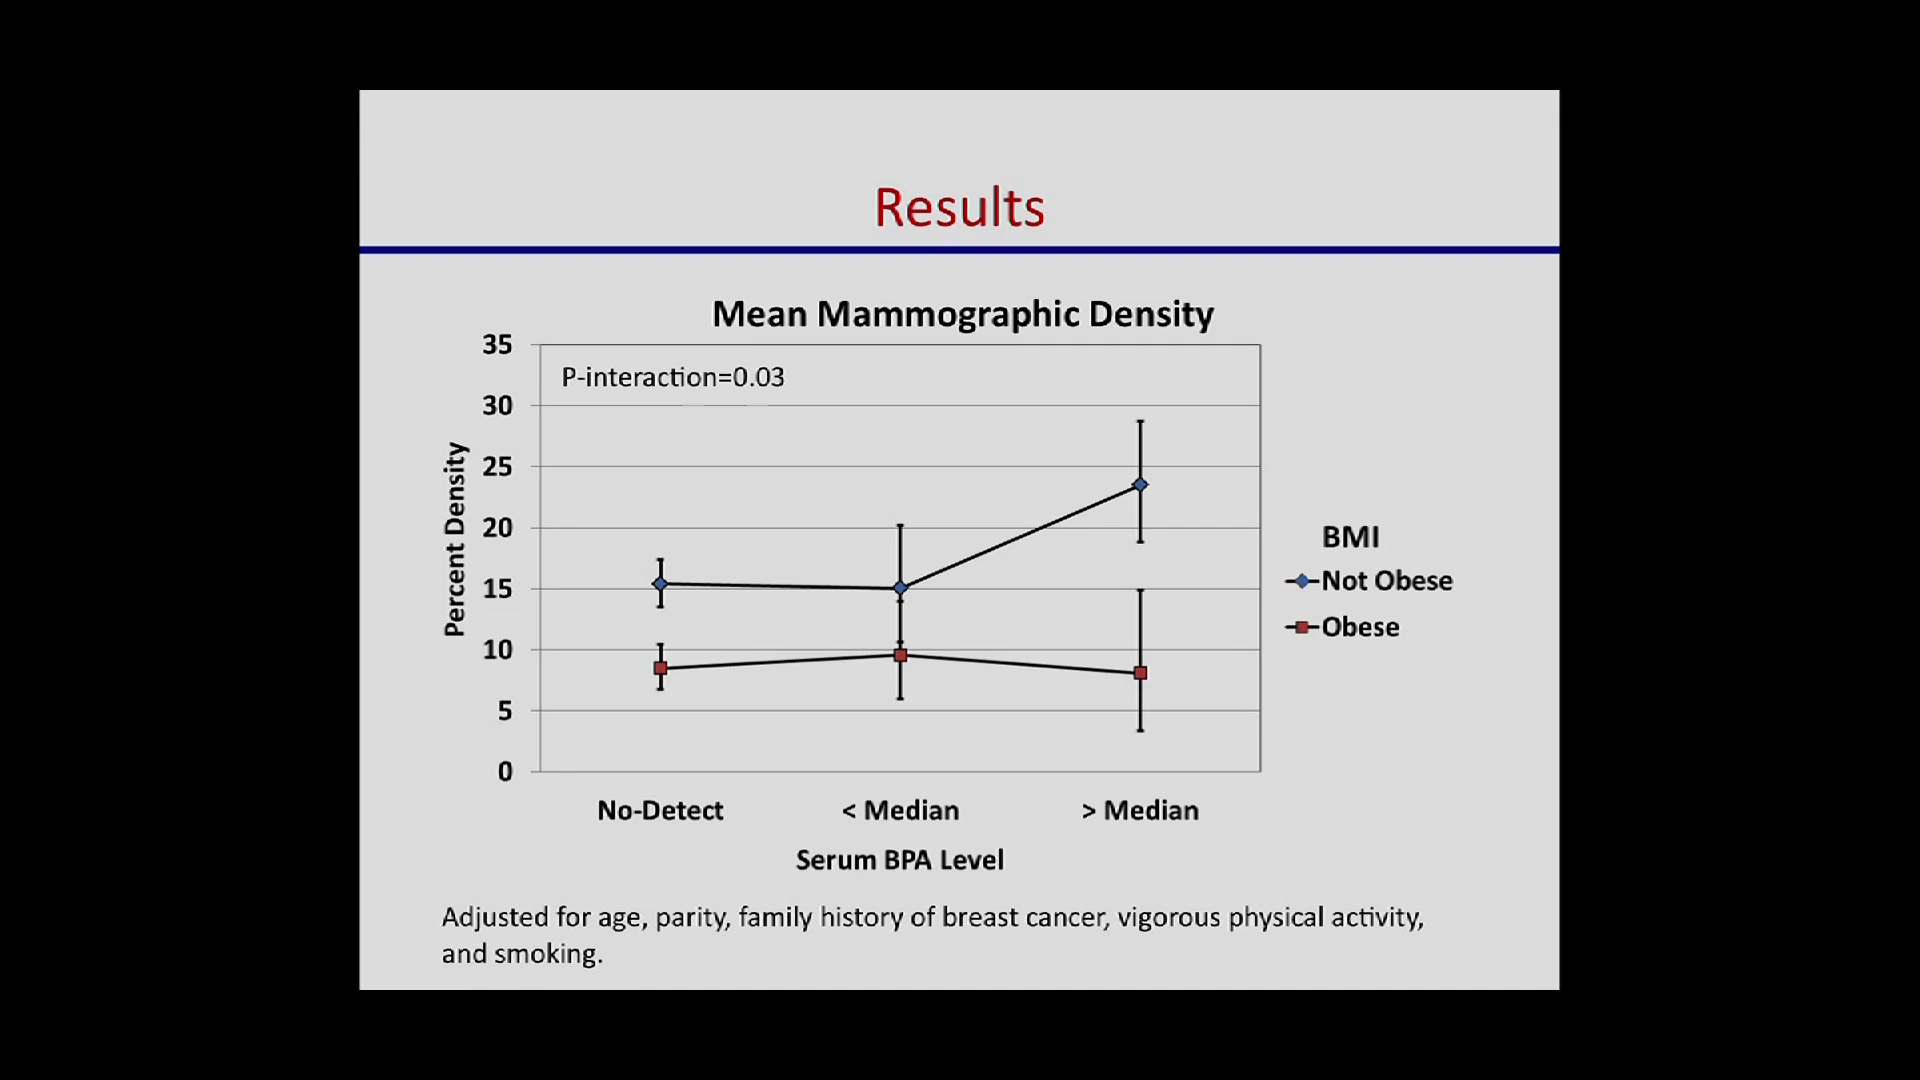 Results
Mean Mammographic Density
35
P-interaction=0.03
30
25
20
15
10
5
0
Percent Density
BMI
Not Obese
Obese
No-Detect
< Median
> Median
Serum BPA Level
Adjusted for age, parity, family history of breast cancer, vigorous physical activity,
and smoking.